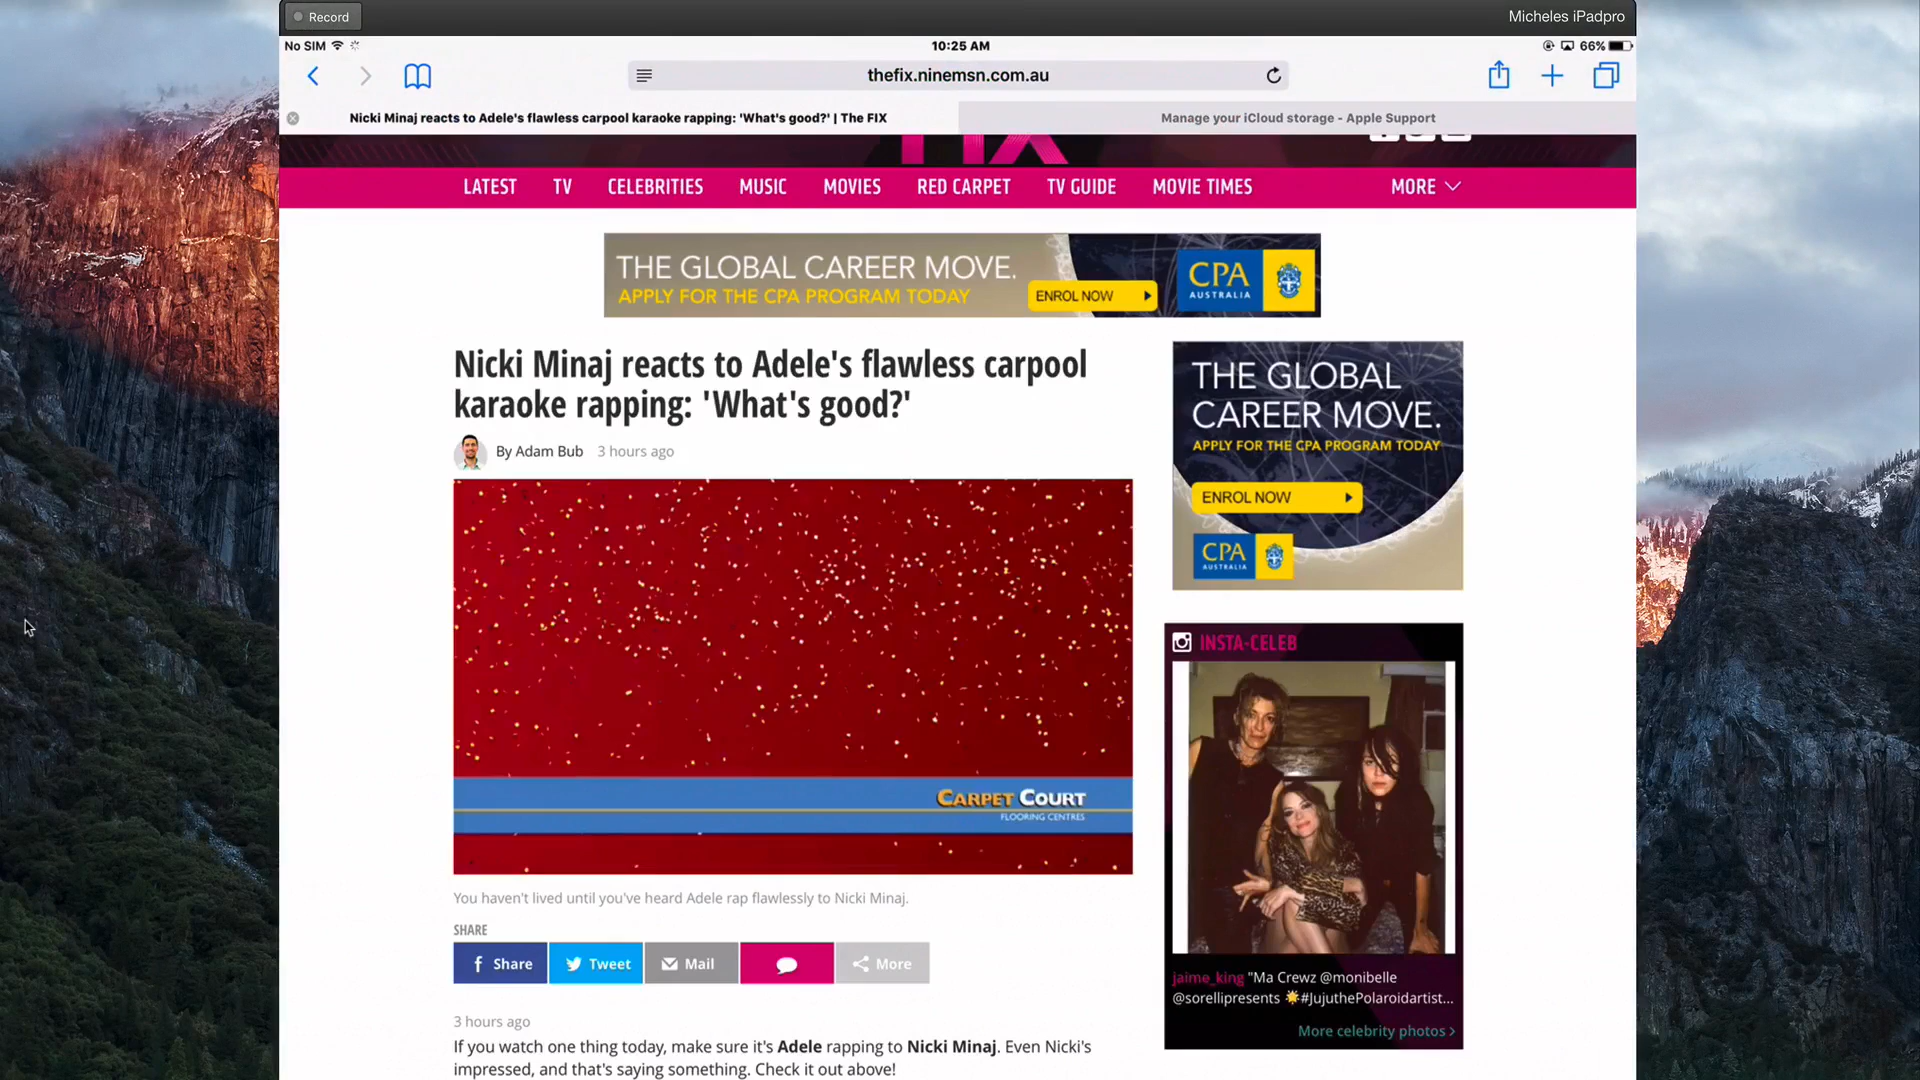 Record
Micheles iPadpro
No SIM
10:25 AM
66%
thefix.ninemsn.com.au
Nicki Minaj reacts to Adele's flawless carpool karaoke rapping: 'What's good?' | The FIX
Manage your iCloud storage - Apple Support
FIX
LATEST TV CELEBRITIES MUSIC MOVIES RED CARPET TV GUIDE MOVIE TIMES MORE
THE GLOBAL CAREER MOVE.
APPLY FOR THE CPA PROGRAM TODAY
ENROL NOW
CPA
AUSTRALIA
Nicki Minaj reacts to Adele's flawless carpool
karaoke rapping: 'What's good?'
By Adam Bub 3 hours ago
CARPET COURT
FLOORING CENTRES
You haven't lived until you've heard Adele rap flawlessly to Nicki Minaj.
SHARE
Share Tweet Mail More
3 hours ago
If you watch one thing today, make sure it's Adele rapping to Nicki Minaj. Even Nicki's
impressed, and that's saying something. Check it out above!
THE GLOBAL
CAREER MOVE.
APPLY FOR THE CPA PROGRAM TODAY
ENROL NOW
CPA
AUSTRALIA
INSTA-CELEB
jaime_king "Ma Crewz @monibelle
@sorellipresents 🌟#JujuthePolaroidartist...
More celebrity photos >